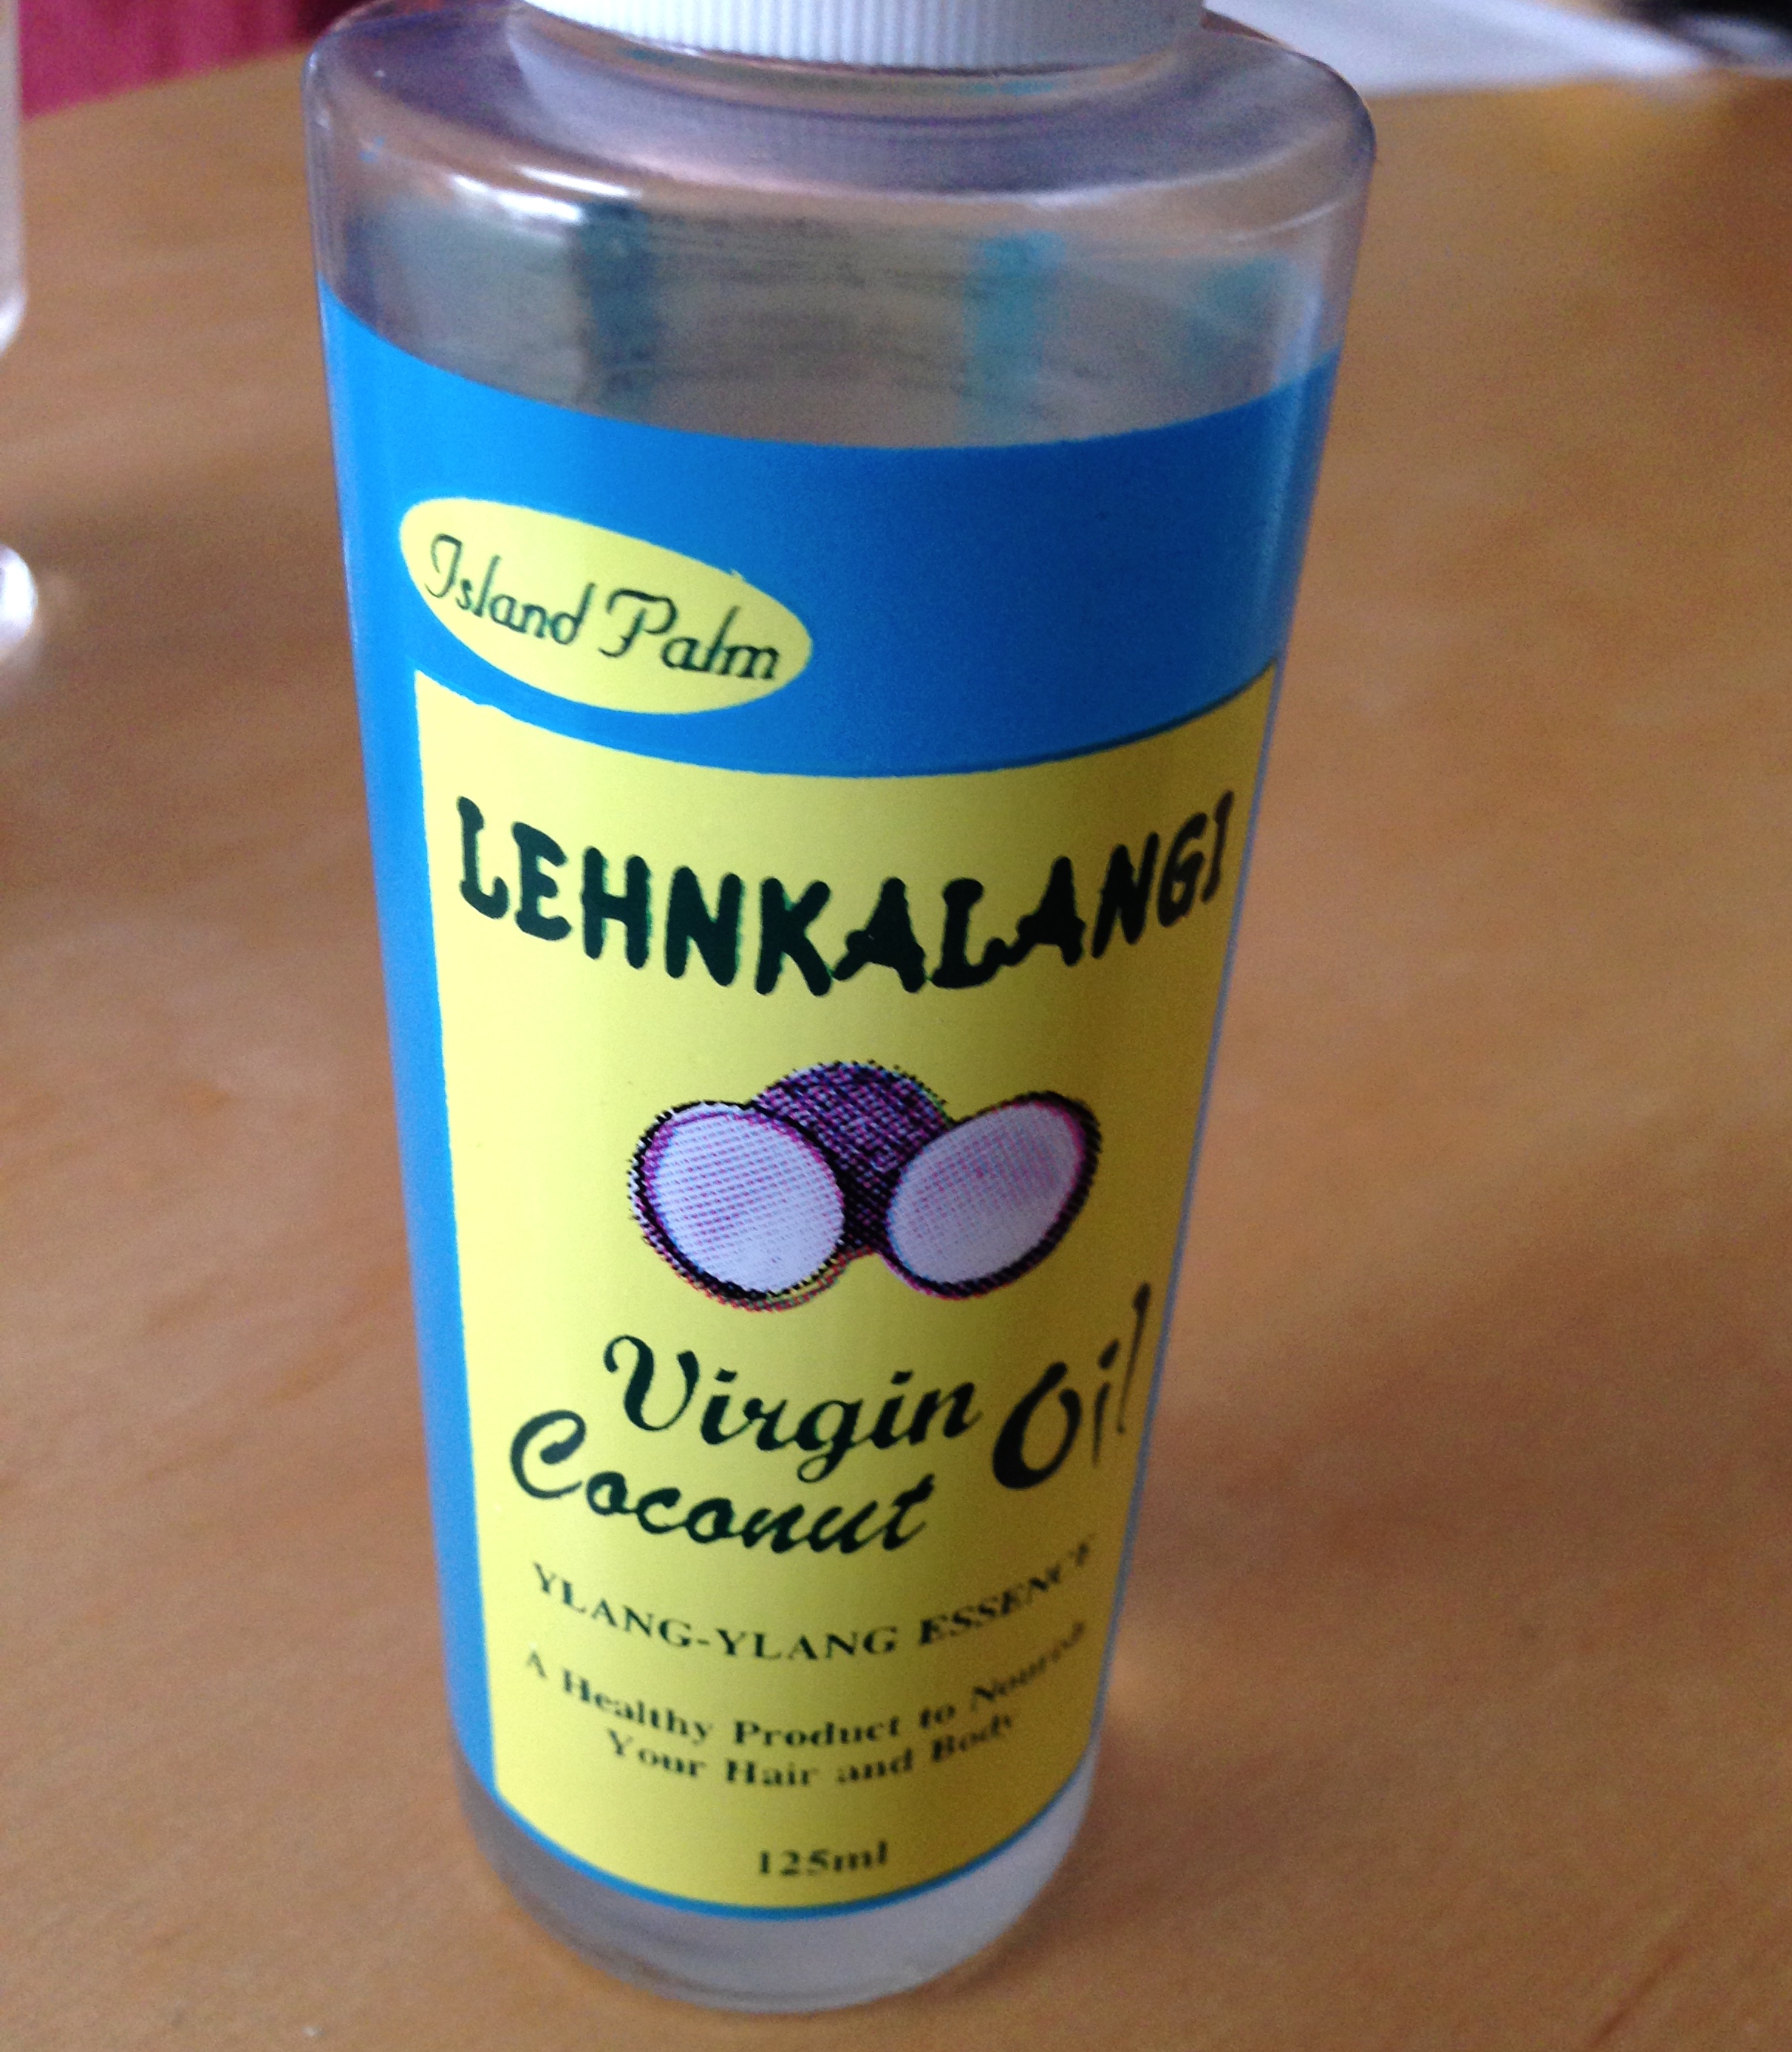 Island Palm
LEHNKALANGI
Virgin
Coconut Oil
YLANG-YLANG ESSENCE
A Healthy Product to Nourish
Your Hair and Body
125ml